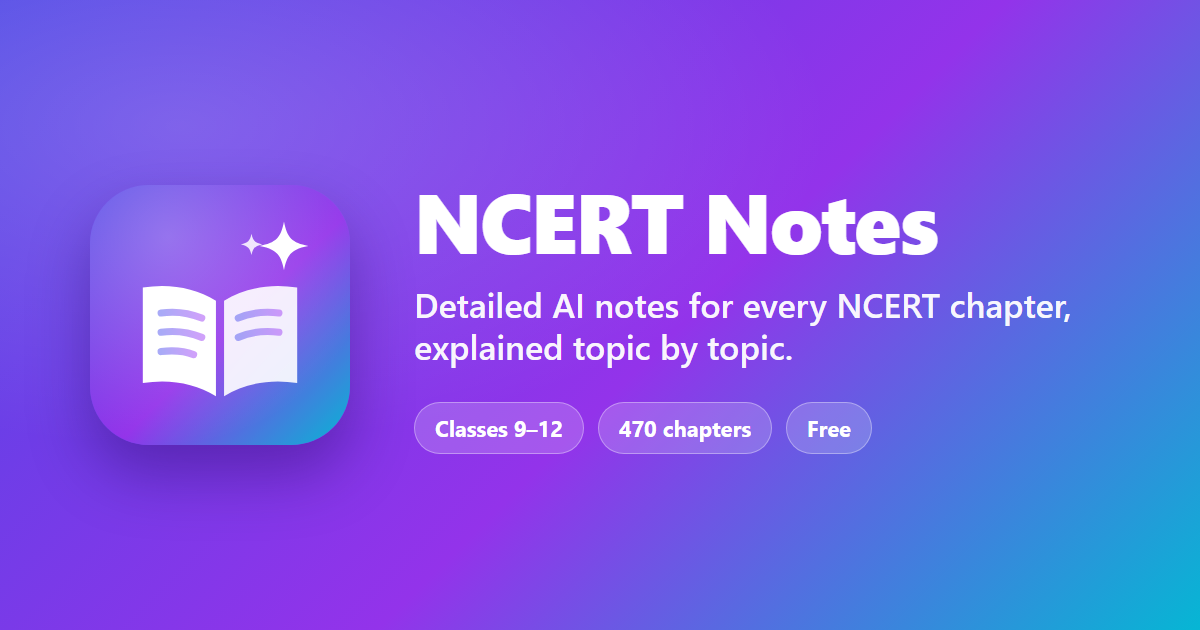 NCERT Notes
Detailed AI notes for every NCERT chapter,
explained topic by topic.
Classes 9–12
470 chapters
Free